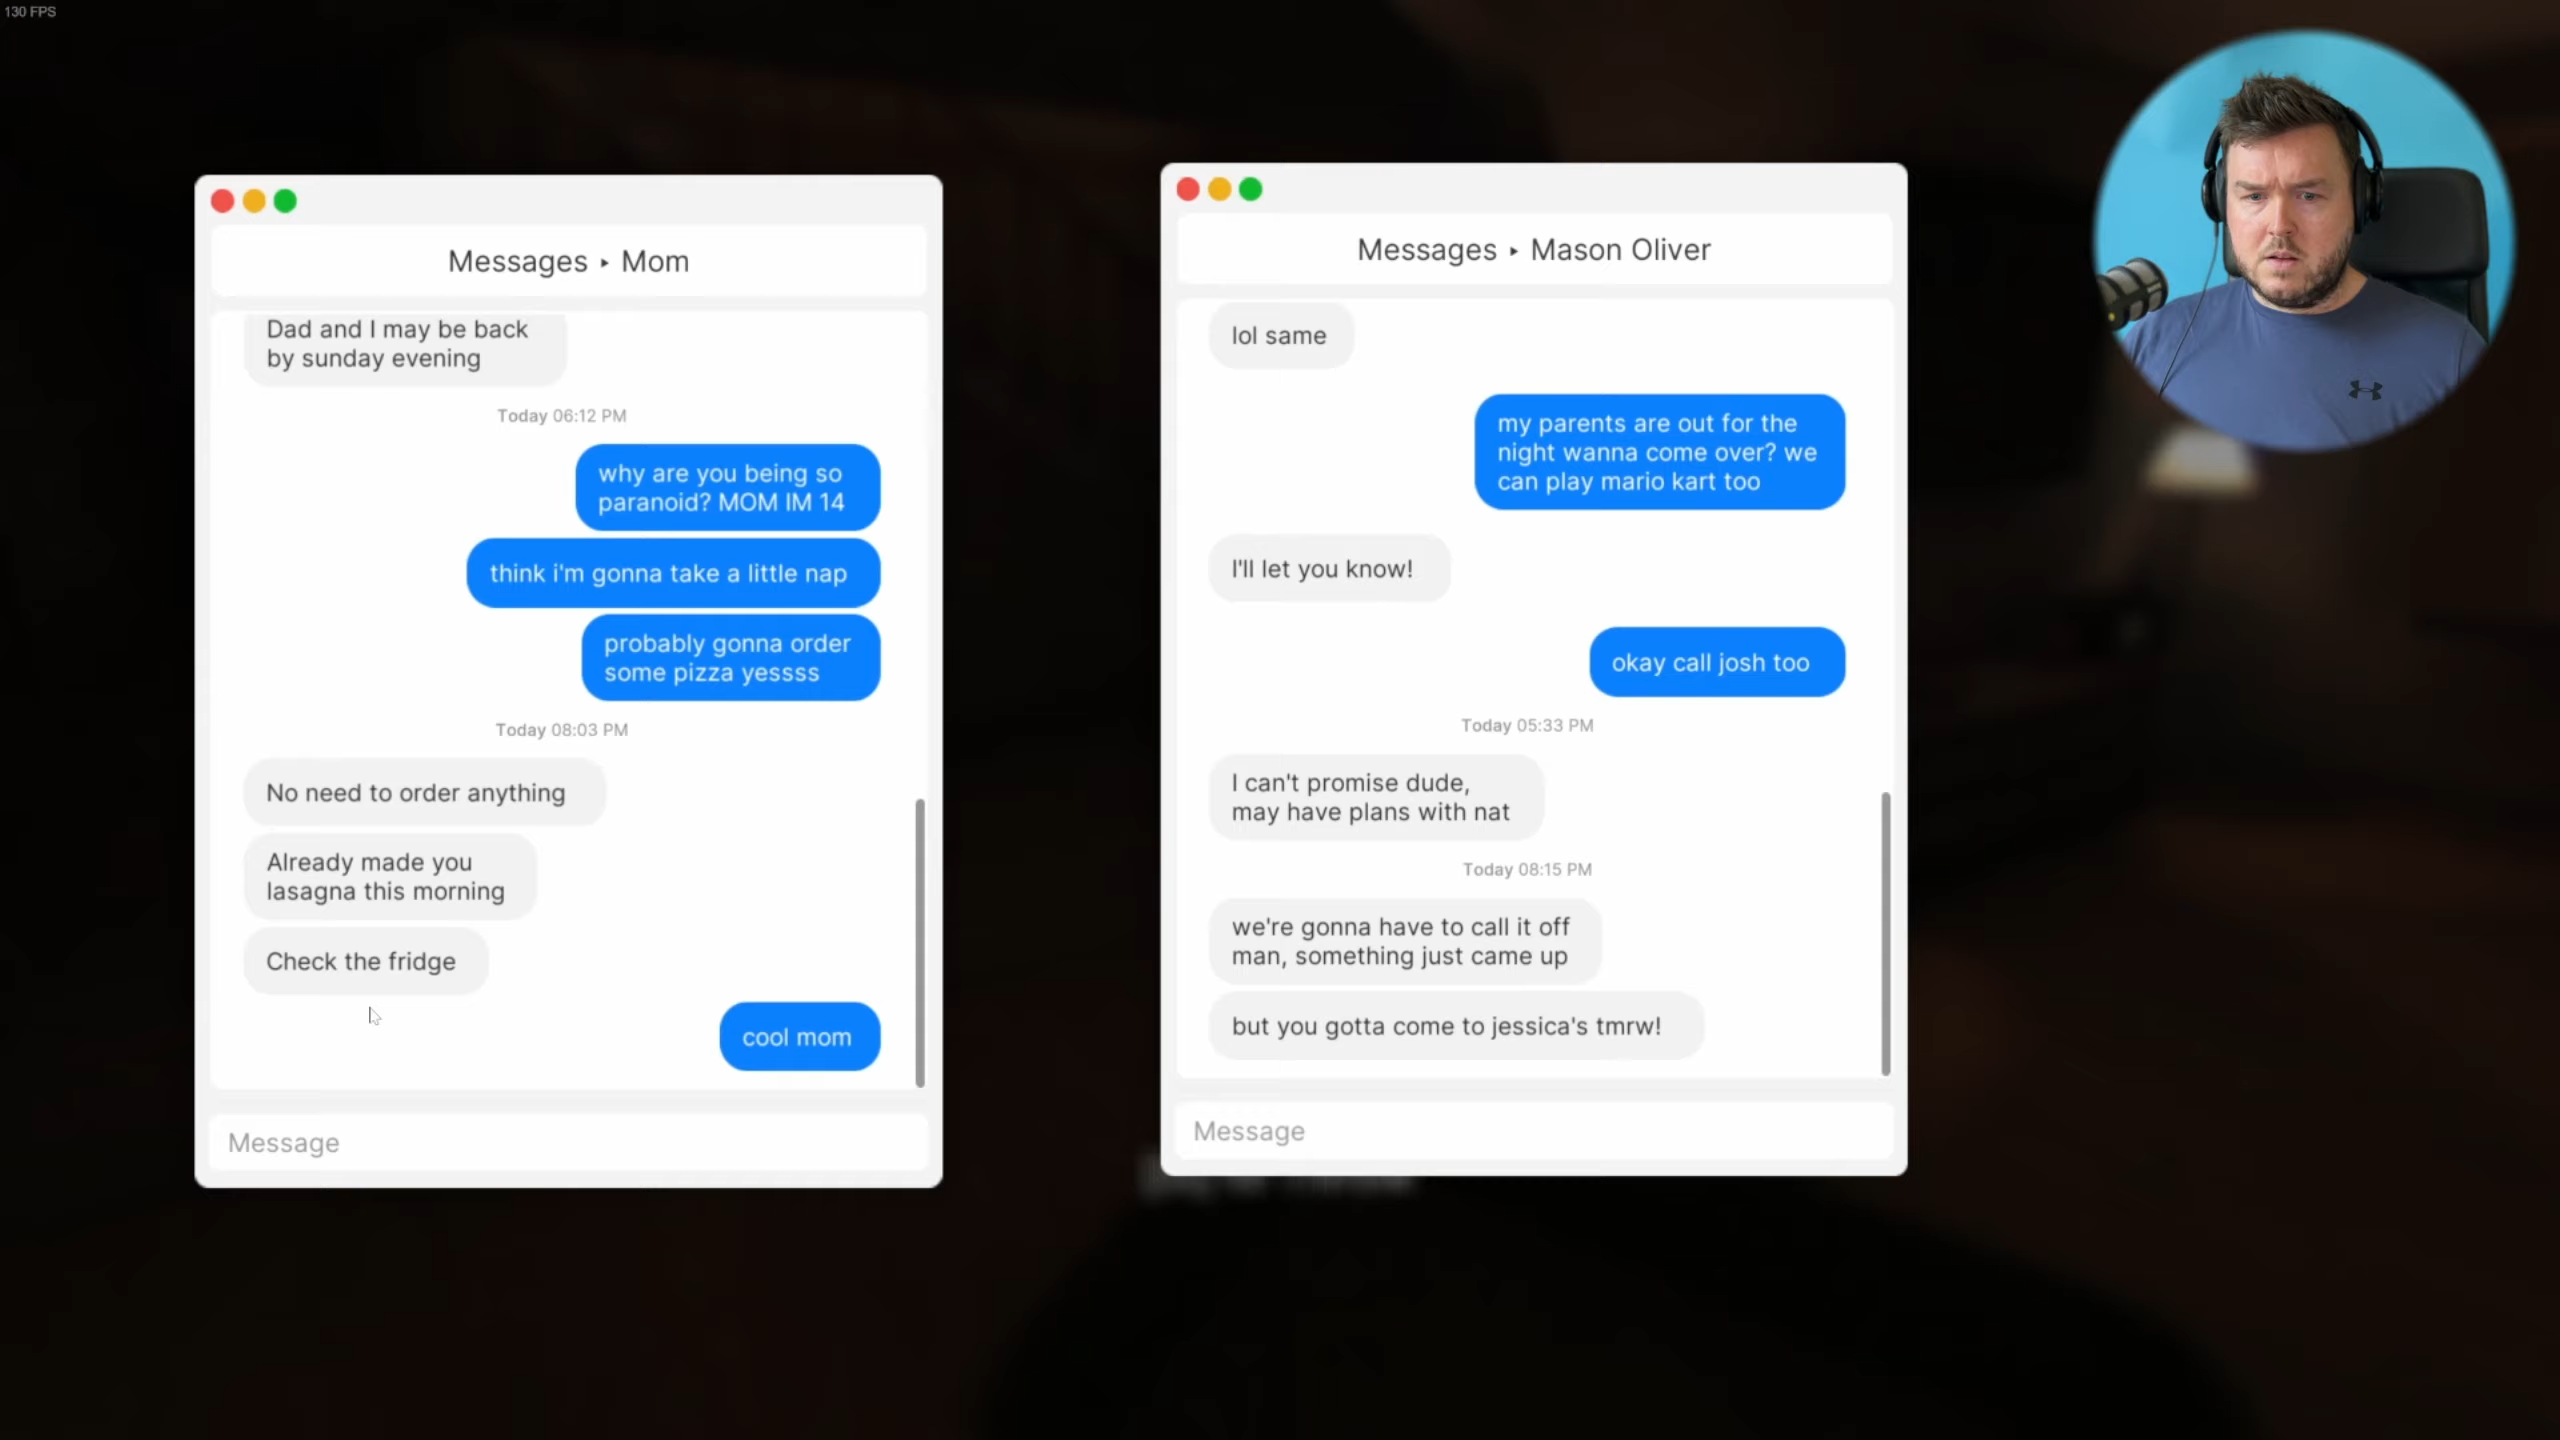 130 FPS
Messages ▸ Mom
Dad and I may be back
by sunday evening
Today 06:12 PM
why are you being so
paranoid? MOM IM 14
think i'm gonna take a little nap
probably gonna order
some pizza yessss
Today 08:03 PM
No need to order anything
Already made you
lasagna this morning
Check the fridge
cool mom
Message
Messages ▸ Mason Oliver
lol same
my parents are out for the
night wanna come over? we
can play mario kart too
I'll let you know!
okay call josh too
Today 05:33 PM
I can't promise dude,
may have plans with nat
Today 08:15 PM
we're gonna have to call it off
man, something just came up
but you gotta come to jessica's tmrw!
Message